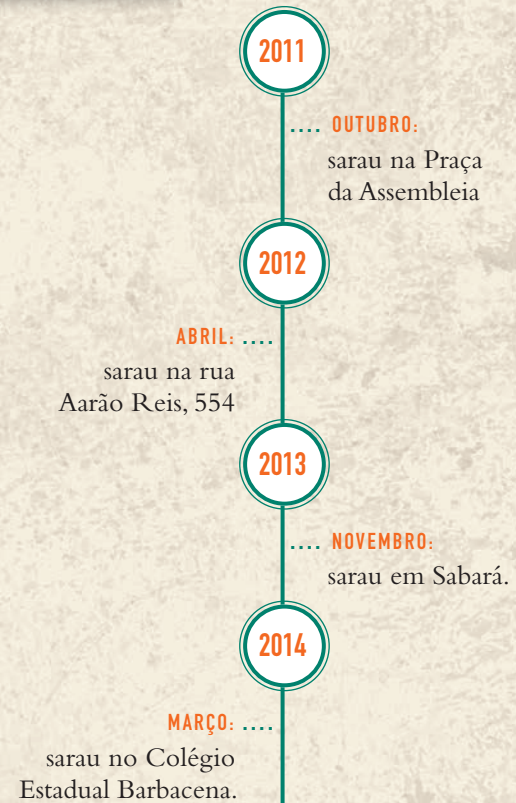 2011
.... OUTUBRO:
sarau na Praça
da Assembleia
2012
ABRIL: ....
sarau na rua
Aarão Reis, 554
2013
.... NOVEMBRO:
sarau em Sabará.
2014
MARÇO: ....
sarau no Colégio
Estadual Barbacena.